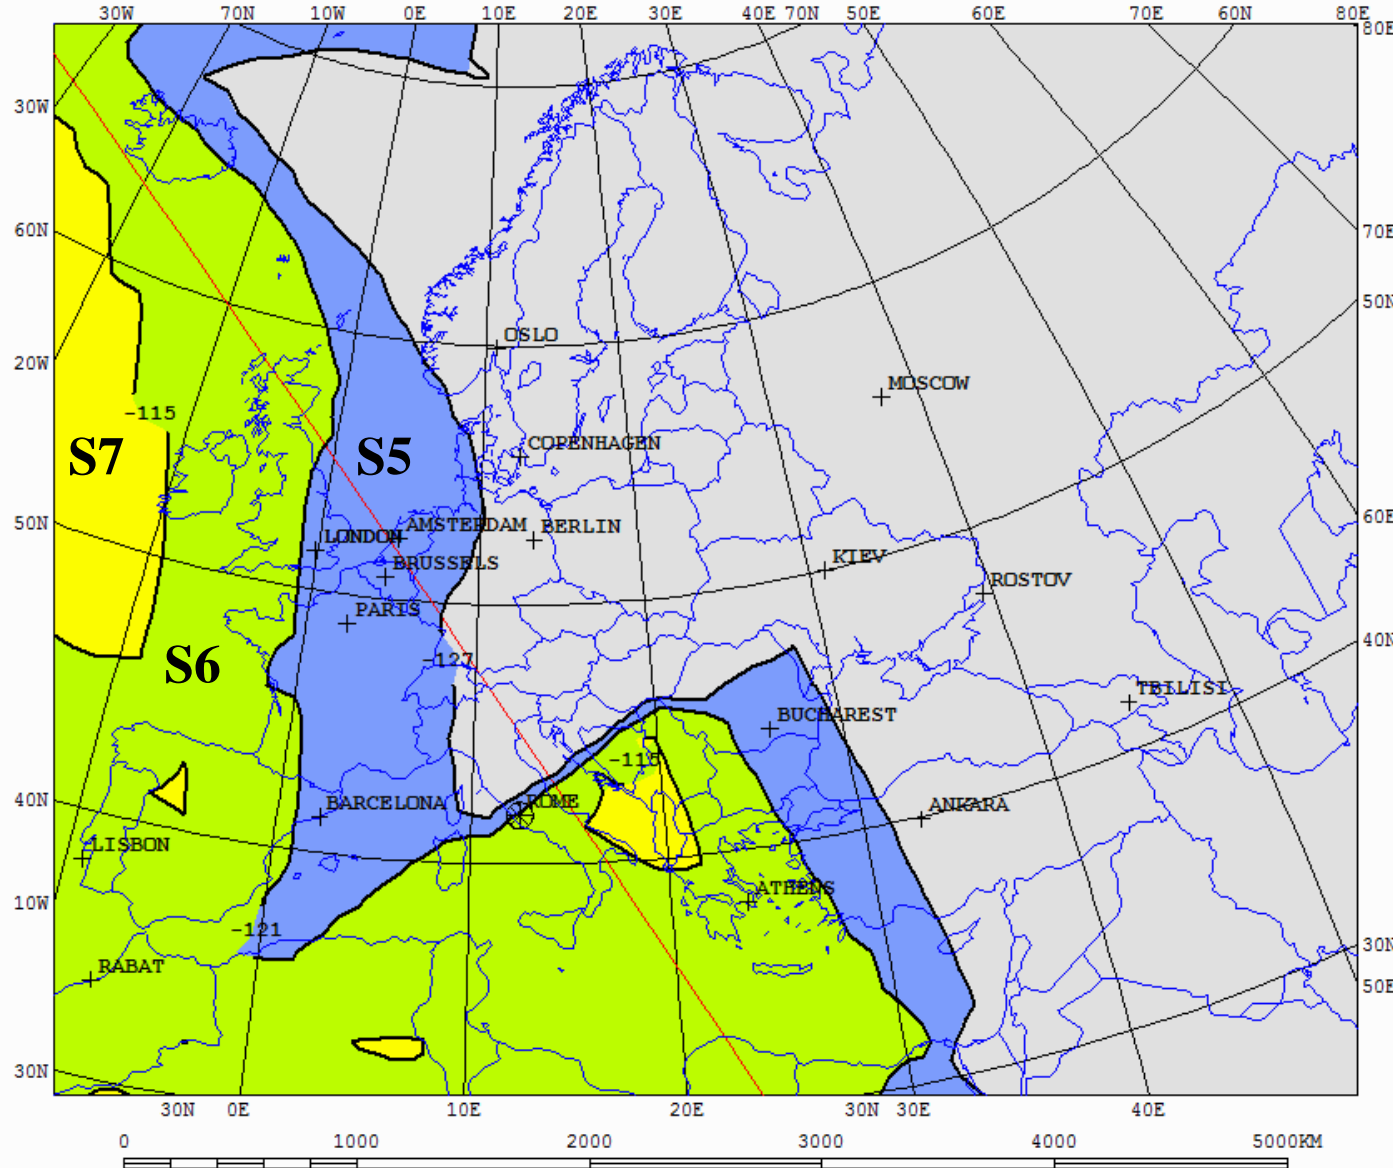 30W 70N 10W 0E 10E 20E 30E 40E 70N 50E 60E 70E 60N 80E
80E
30W
60N
70E
50N
OSLO
20W
MOSCOW
-115
S7 S5
COPENHAGEN
50N
60E
AMSTERDAM BERLIN
LONDON
BRUSSELS
KIEV
ROSTOV
PARIS
40N
S6
-127
TBILISI
BUCHAREST
-115
40N
BARCELONA
ROME
ANKARA
LISBON
ATHENS
10W
-121
30N
RABAT
50E
30N
30N 0E 10E 20E 30N 30E 40E
0 1000 2000 3000 4000 5000KM